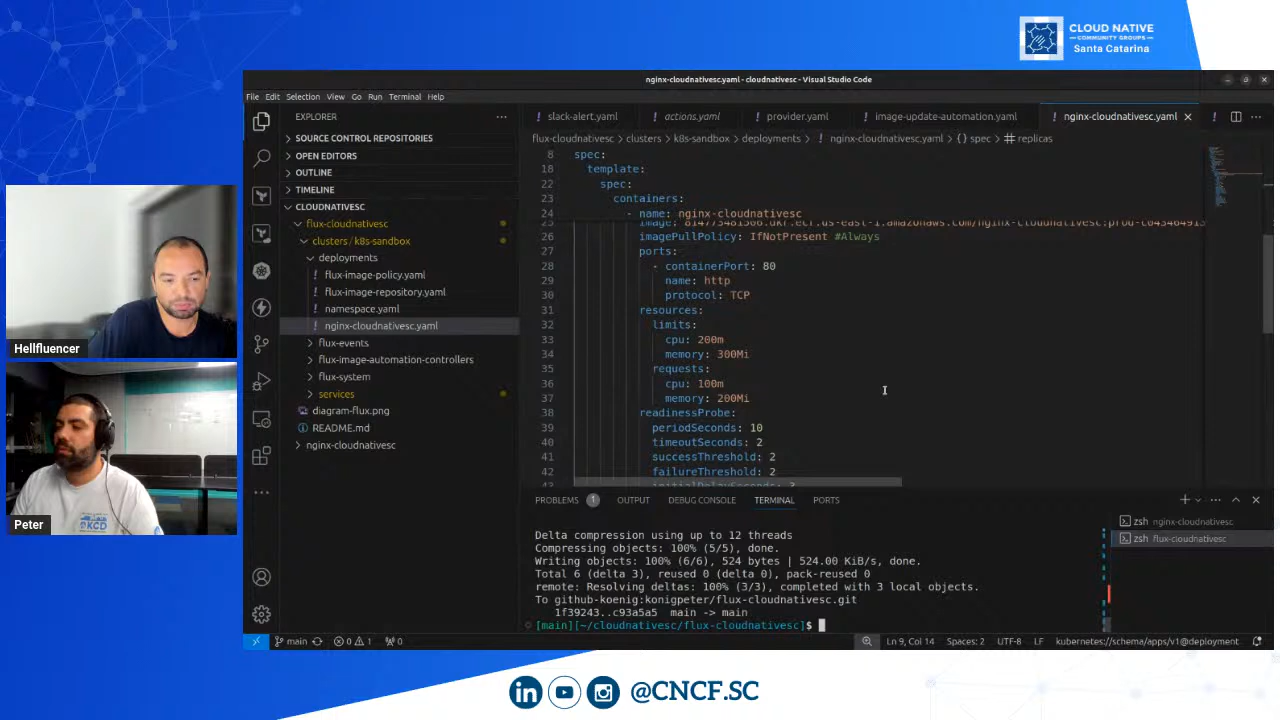 CLOUD NATIVE
COMMUNITY GROUPS
Santa Catarina
nginx-cloudnativesc.yaml - cloudnativesc - Visual Studio Code
File Edit Selection View Go Run Terminal Help
EXPLORER
SOURCE CONTROL REPOSITORIES
OPEN EDITORS
OUTLINE
TIMELINE
CLOUDNATIVESC
flux-cloudnativesc
clusters / k8s-sandbox
deployments
! flux-image-policy.yaml
! flux-image-repository.yaml
! namespace.yaml
! nginx-cloudnativesc.yaml
flux-events
flux-image-automation-controllers
flux-system
services
diagram-flux.png
README.md
nginx-cloudnativesc
! slack-alert.yaml ! actions.yaml ! provider.yaml ! image-update-automation.yaml ! nginx-cloudnativesc.yaml
flux-cloudnativesc > clusters > k8s-sandbox > deployments > ! nginx-cloudnativesc.yaml > {} spec > # replicas
8 spec:
18 template:
22 spec:
23 containers:
24 - name: nginx-cloudnativesc
26 imagePullPolicy: IfNotPresent #Always
27 ports:
28 - containerPort: 80
29 name: http
30 protocol: TCP
31 resources:
32 limits:
33 cpu: 200m
34 memory: 300Mi
35 requests:
36 cpu: 100m
37 memory: 200Mi
38 readinessProbe:
39 periodSeconds: 10
40 timeoutSeconds: 2
41 successThreshold: 2
42 failureThreshold: 2
PROBLEMS 1 OUTPUT DEBUG CONSOLE TERMINAL PORTS
Delta compression using up to 12 threads
Compressing objects: 100% (5/5), done.
Writing objects: 100% (6/6), 524 bytes | 524.00 KiB/s, done.
Total 6 (delta 3), reused 0 (delta 0), pack-reused 0
remote: Resolving deltas: 100% (3/3), completed with 3 local objects.
To github-koenig:konigpeter/flux-cloudnativesc.git
1f39243..c93a5a5 main -> main
[main][~/cloudnativesc/flux-cloudnativesc]$
zsh nginx-cloudnativesc
zsh flux-cloudnativesc
main 0 1 0 Ln 9, Col 14 Spaces: 2 UTF-8 LF YAML kubernetes://schema/apps/v1@deployment
Hellfluencer
KCD
Peter
@CNCF.SC